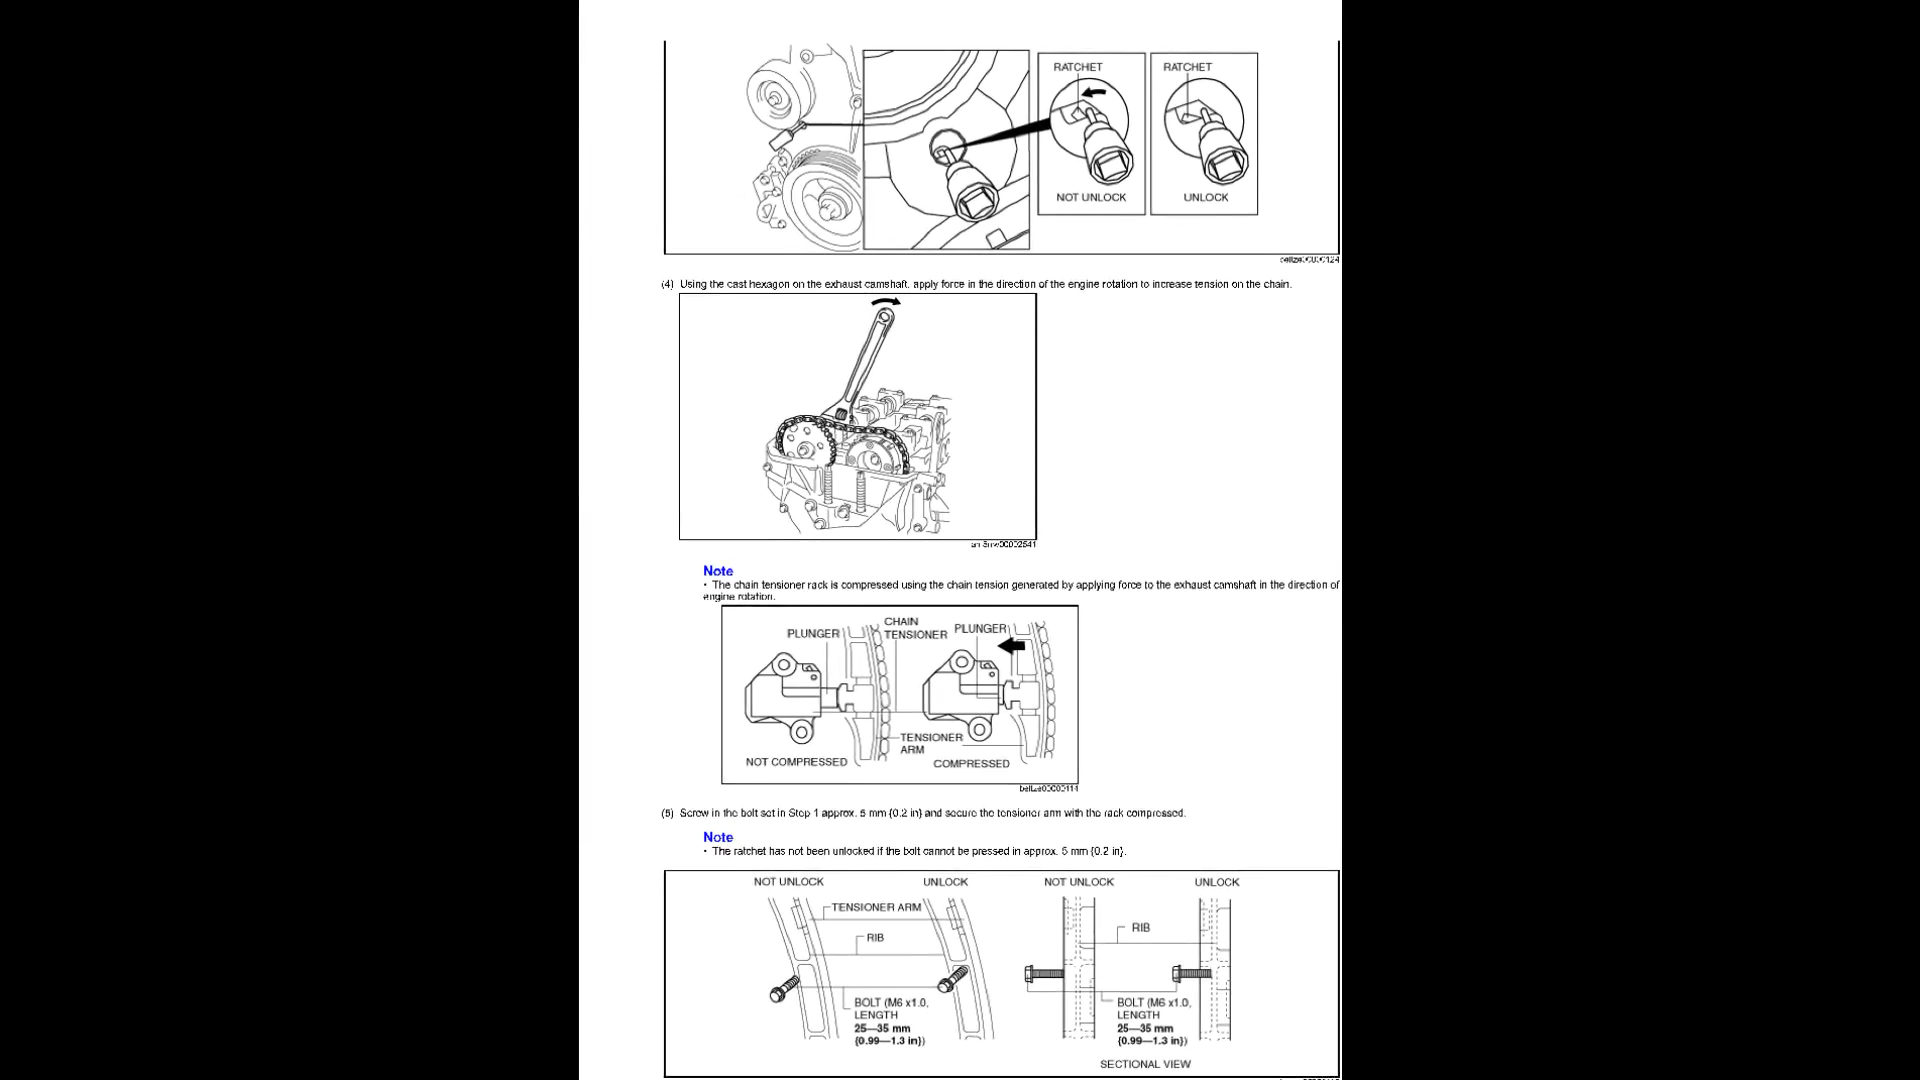 RATCHET
RATCHET
NOT UNLOCK
UNLOCK
(4) Using the cast hexagon on the exhaust camshaft, apply force in the direction of the engine rotation to increase tension on the chain.
Note
• The chain tensioner rack is compressed using the chain tension generated by applying force to the exhaust camshaft in the direction of
engine rotation.
CHAIN
PLUNGER
TENSIONER
PLUNGER
TENSIONER
ARM
NOT COMPRESSED
COMPRESSED
(5) Screw in the bolt set in Step 1 approx. 5 mm {0.2 in} and secure the tensioner arm with the rack compressed.
Note
• The ratchet has not been unlocked if the bolt cannot be pressed in approx. 5 mm {0.2 in}.
NOT UNLOCK
UNLOCK
NOT UNLOCK
UNLOCK
TENSIONER ARM
RIB
RIB
BOLT (M6 x1.0,
LENGTH
25—35 mm
{0.99—1.3 in})
BOLT (M6 x1.0,
LENGTH
25—35 mm
{0.99—1.3 in})
SECTIONAL VIEW